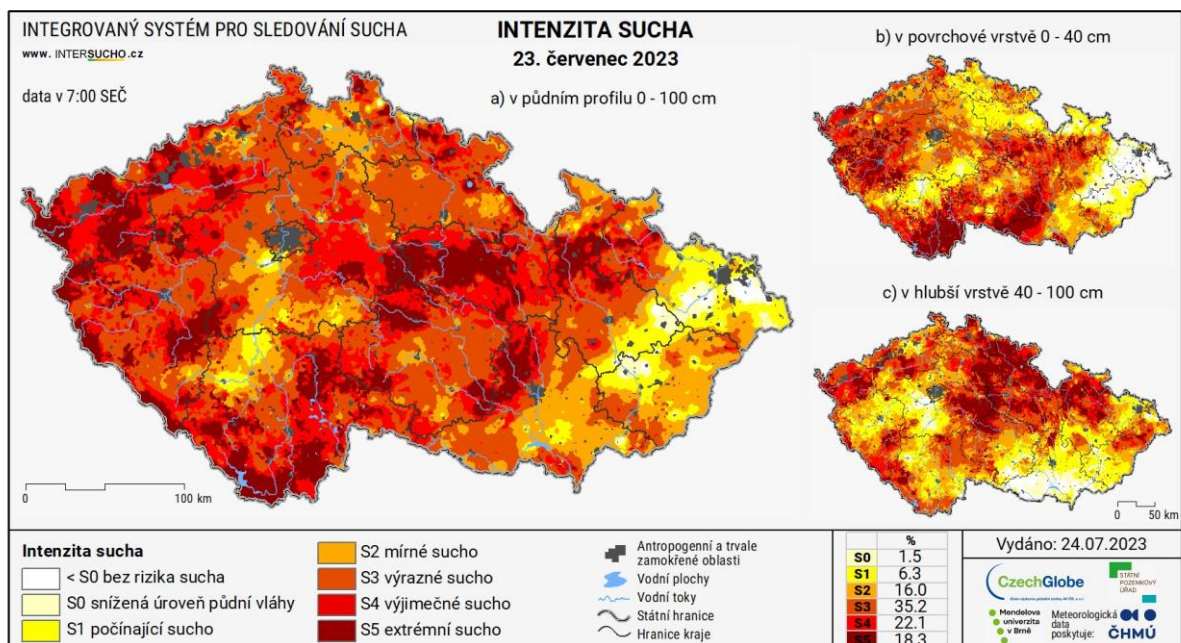 INTEGROVANÝ SYSTÉM PRO SLEDOVÁNÍ SUCHA
www. INTERSUCHO.cz
data v 7:00 SEČ
INTENZITA SUCHA
23. červenec 2023
a) v půdním profilu 0 - 100 cm
b) v povrchové vrstvě 0 - 40 cm
c) v hlubší vrstvě 40 - 100 cm
0 100 km
0 50 km
Intenzita sucha
< S0 bez rizika sucha
S0 snížená úroveň půdní vláhy
S1 počínající sucho
S2 mírné sucho
S3 výrazné sucho
S4 výjimečné sucho
S5 extrémní sucho
Antropogenní a trvale
zamokřené oblasti
Vodní plochy
Vodní toky
Státní hranice
Hranice kraje
%
S0 1.5
S1 6.3
S2 16.0
S3 35.2
S4 22.1
S5 18.3
Vydáno: 24.07.2023
CzechGlobe
STÁTNÍ
POZEMKOVÝ
ÚŘAD
Mendelova
univerzita
v Brně
Meteorologická
data
poskytuje:
ČHMÚ